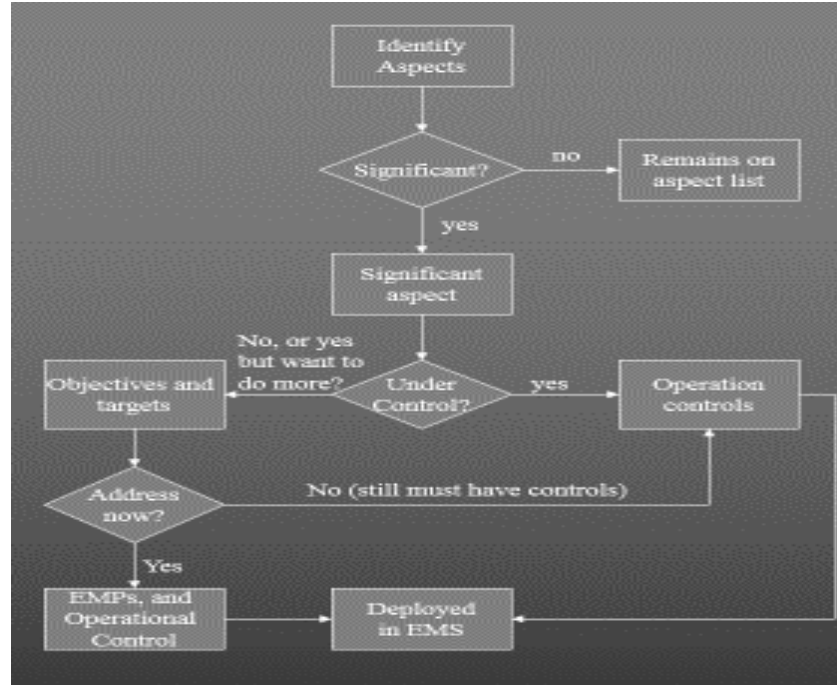 Identify
Aspects
Significant?
no
Remains on
aspect list
yes
Significant
aspect
No, or yes
but want to
do more?
Objectives and
targets
Under
Control?
yes
Operation
controls
Address
now?
No (still must have controls)
Yes
EMPs, and
Operational
Control
Deployed
in EMS